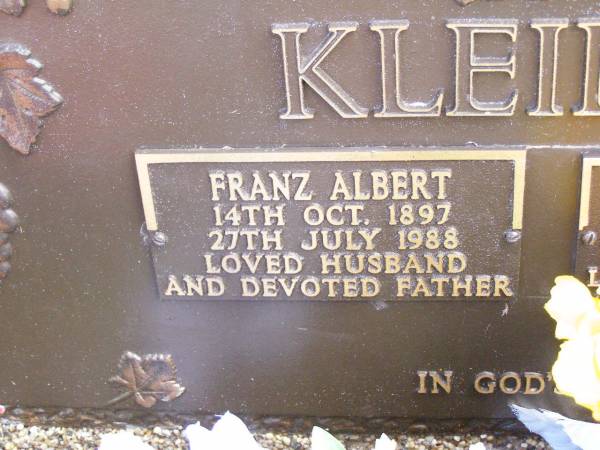 KLEI
FRANZ ALBERT
14TH OCT. 1897
27TH JULY 1988
LOVED HUSBAND
AND DEVOTED FATHER
IN GOD'S